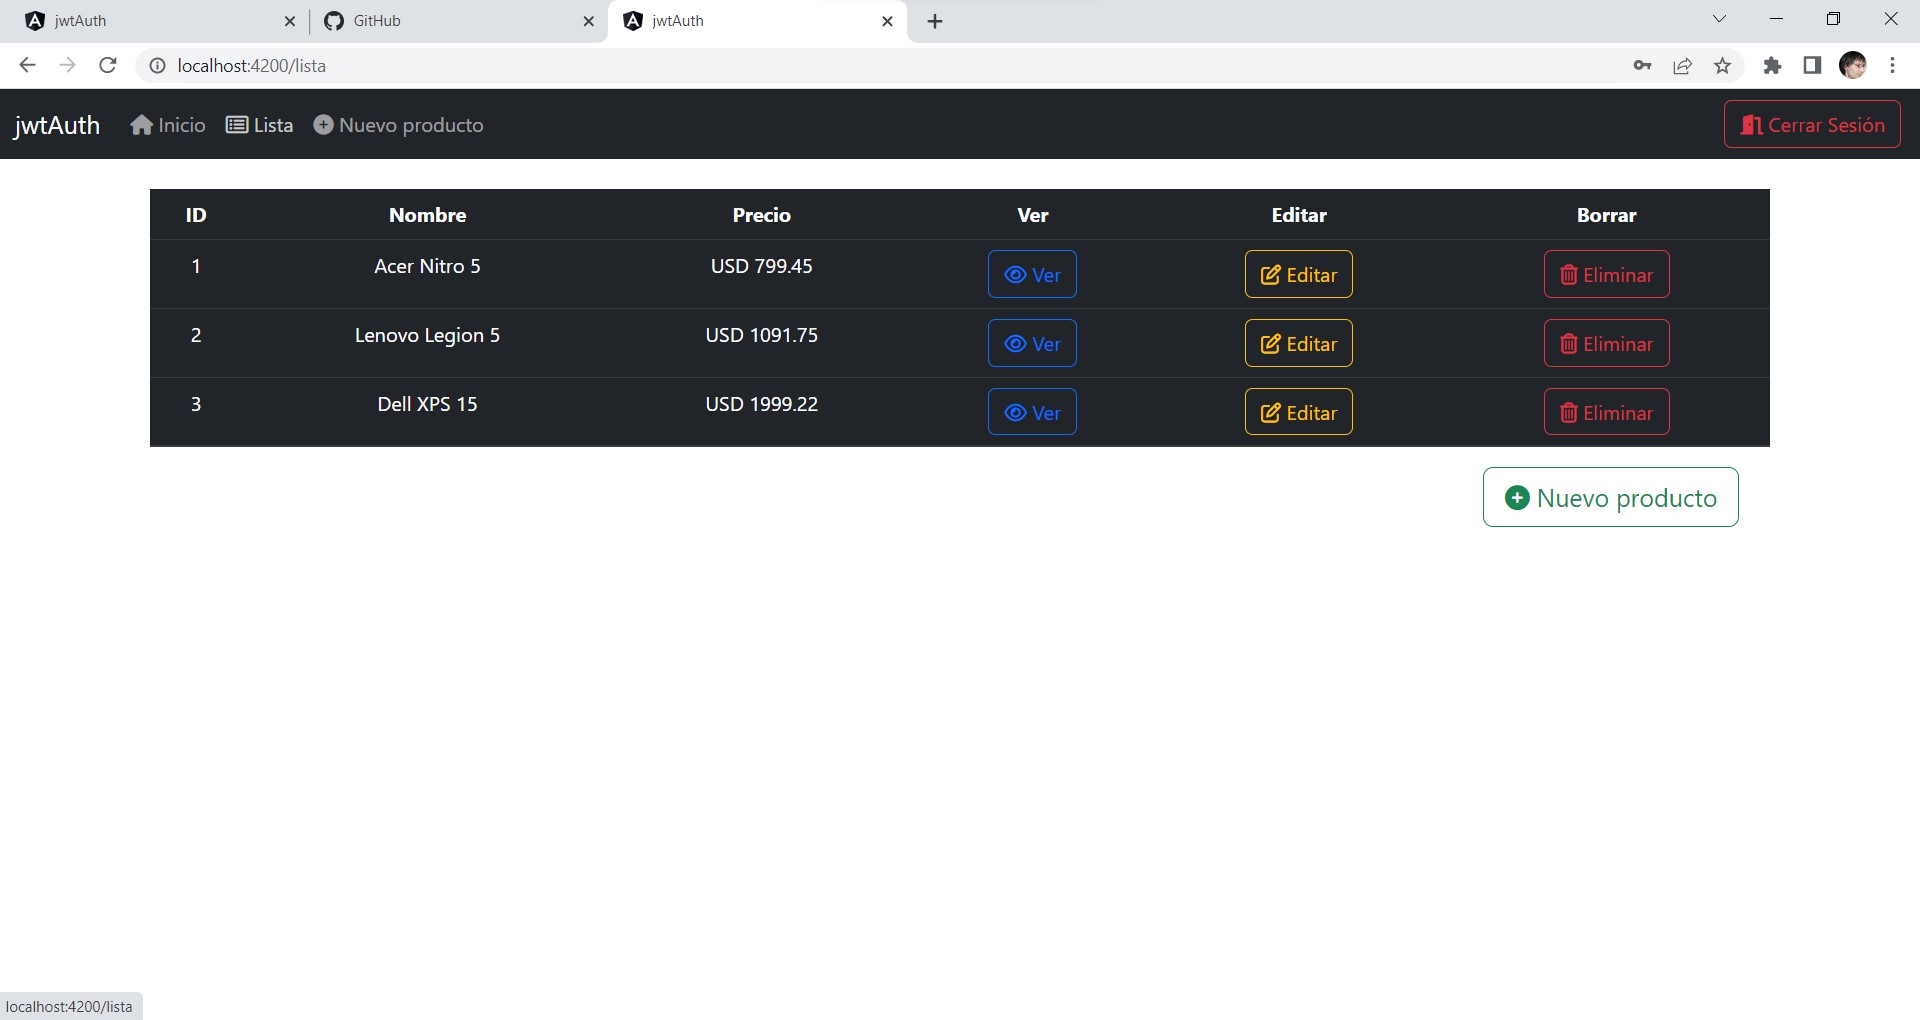 jwtAuth GitHub jwtAuth
localhost:4200/lista
jwtAuth Inicio Lista Nuevo producto Cerrar Sesión
ID Nombre Precio Ver Editar Borrar
1 Acer Nitro 5 USD 799.45 Ver Editar Eliminar
2 Lenovo Legion 5 USD 1091.75 Ver Editar Eliminar
3 Dell XPS 15 USD 1999.22 Ver Editar Eliminar
Nuevo producto
localhost:4200/lista